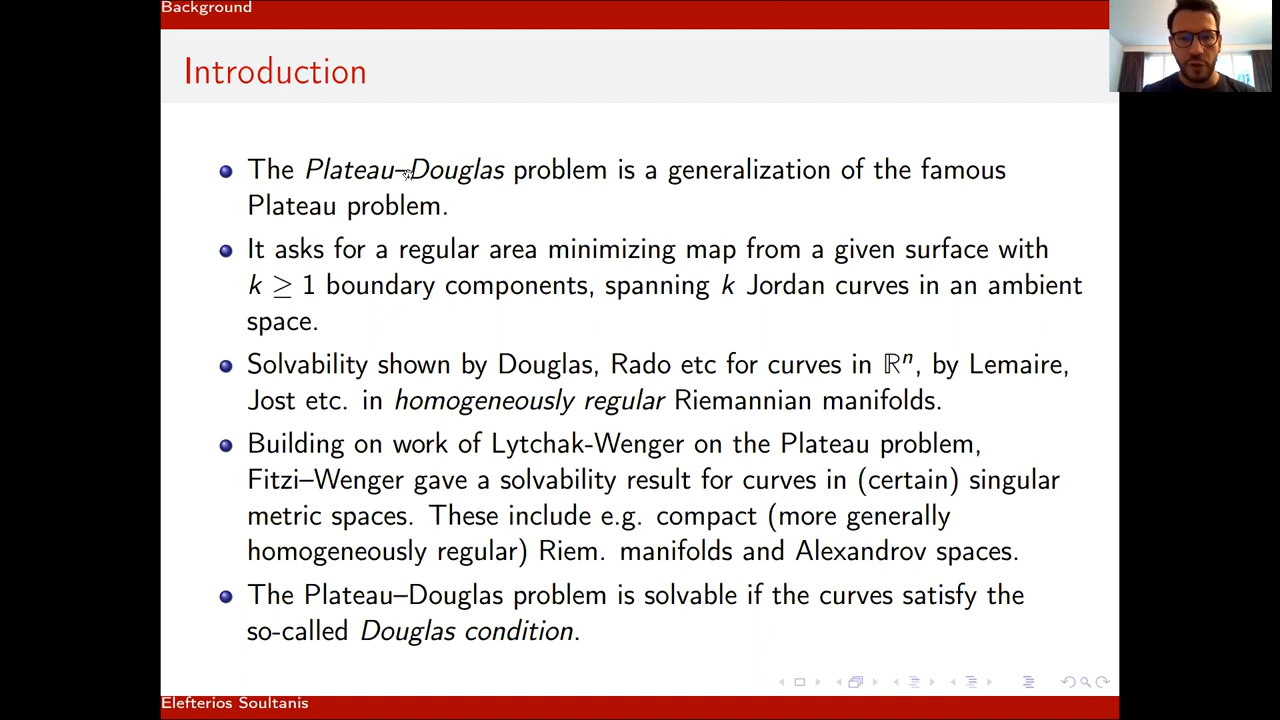 Background
Introduction
The Plateau–Douglas problem is a generalization of the famous
Plateau problem.
It asks for a regular area minimizing map from a given surface with
k ≥ 1 boundary components, spanning k Jordan curves in an ambient
space.
Solvability shown by Douglas, Rado etc for curves in ℝⁿ, by Lemaire,
Jost etc. in homogeneously regular Riemannian manifolds.
Building on work of Lytchak-Wenger on the Plateau problem,
Fitzi–Wenger gave a solvability result for curves in (certain) singular
metric spaces. These include e.g. compact (more generally
homogeneously regular) Riem. manifolds and Alexandrov spaces.
The Plateau–Douglas problem is solvable if the curves satisfy the
so-called Douglas condition.
Elefterios Soultanis